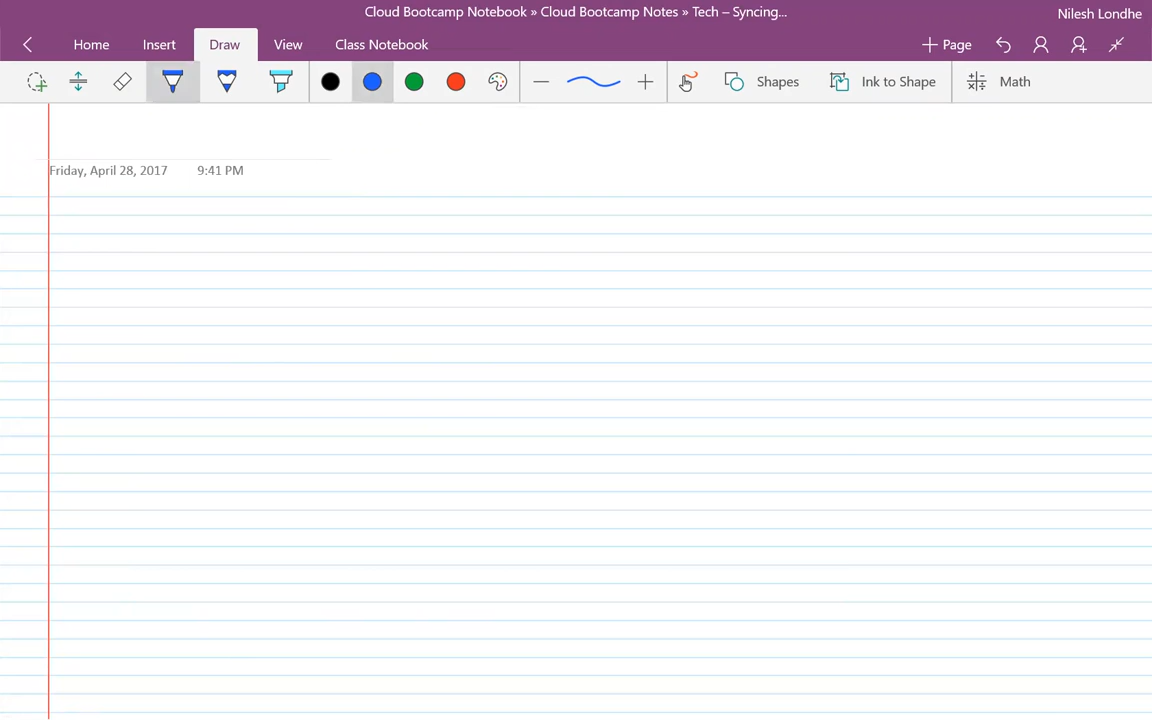 Cloud Bootcamp Notebook » Cloud Bootcamp Notes » Tech – Syncing...
Nilesh Londhe
Home Insert Draw View Class Notebook Page
Shapes Ink to Shape Math
Friday, April 28, 2017 9:41 PM